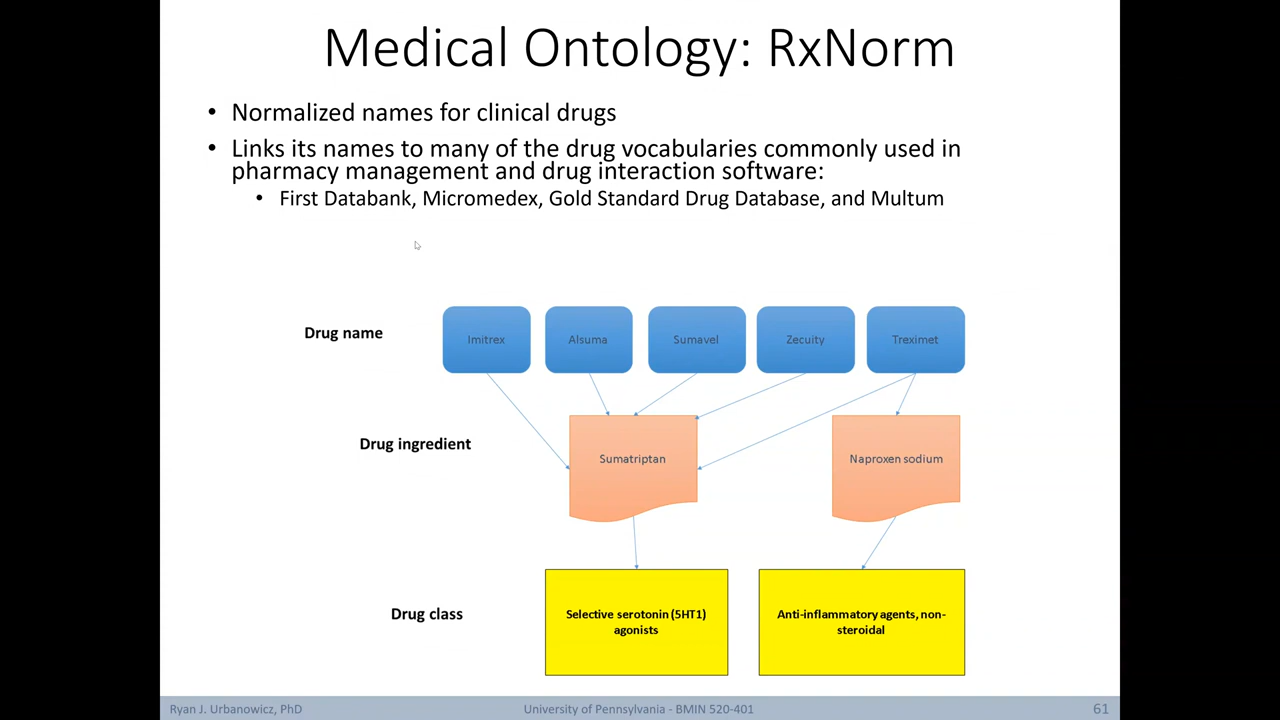 Medical Ontology: RxNorm
• Normalized names for clinical drugs
• Links its names to many of the drug vocabularies commonly used in
pharmacy management and drug interaction software:
• First Databank, Micromedex, Gold Standard Drug Database, and Multum
Drug name
Imitrex
Alsuma
Sumavel
Zecuity
Treximet
Drug ingredient
Sumatriptan
Naproxen sodium
Drug class
Selective serotonin (5HT1)
agonists
Anti-inflammatory agents, non-
steroidal
Ryan J. Urbanowicz, PhD
University of Pennsylvania - BMIN 520-401
61